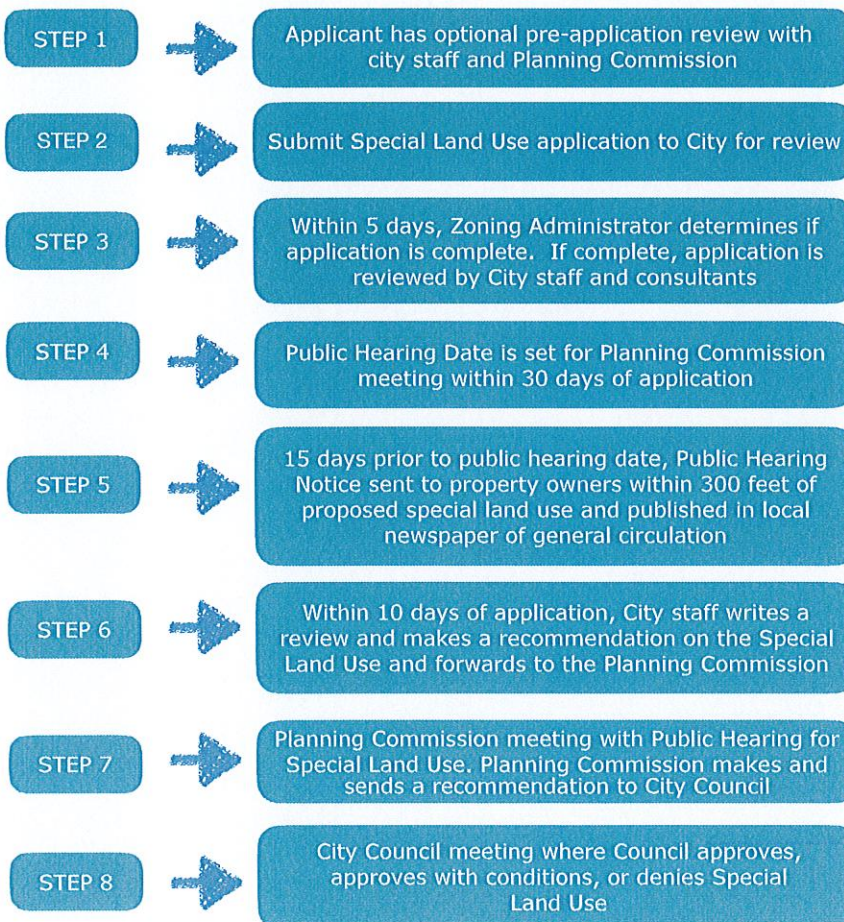 STEP 1
Applicant has optional pre-application review with
city staff and Planning Commission
STEP 2
Submit Special Land Use application to City for review
STEP 3
Within 5 days, Zoning Administrator determines if
application is complete. If complete, application is
reviewed by City staff and consultants
STEP 4
Public Hearing Date is set for Planning Commission
meeting within 30 days of application
STEP 5
15 days prior to public hearing date, Public Hearing
Notice sent to property owners within 300 feet of
proposed special land use and published in local
newspaper of general circulation
STEP 6
Within 10 days of application, City staff writes a
review and makes a recommendation on the Special
Land Use and forwards to the Planning Commission
STEP 7
Planning Commission meeting with Public Hearing for
Special Land Use. Planning Commission makes and
sends a recommendation to City Council
STEP 8
City Council meeting where Council approves,
approves with conditions, or denies Special
Land Use